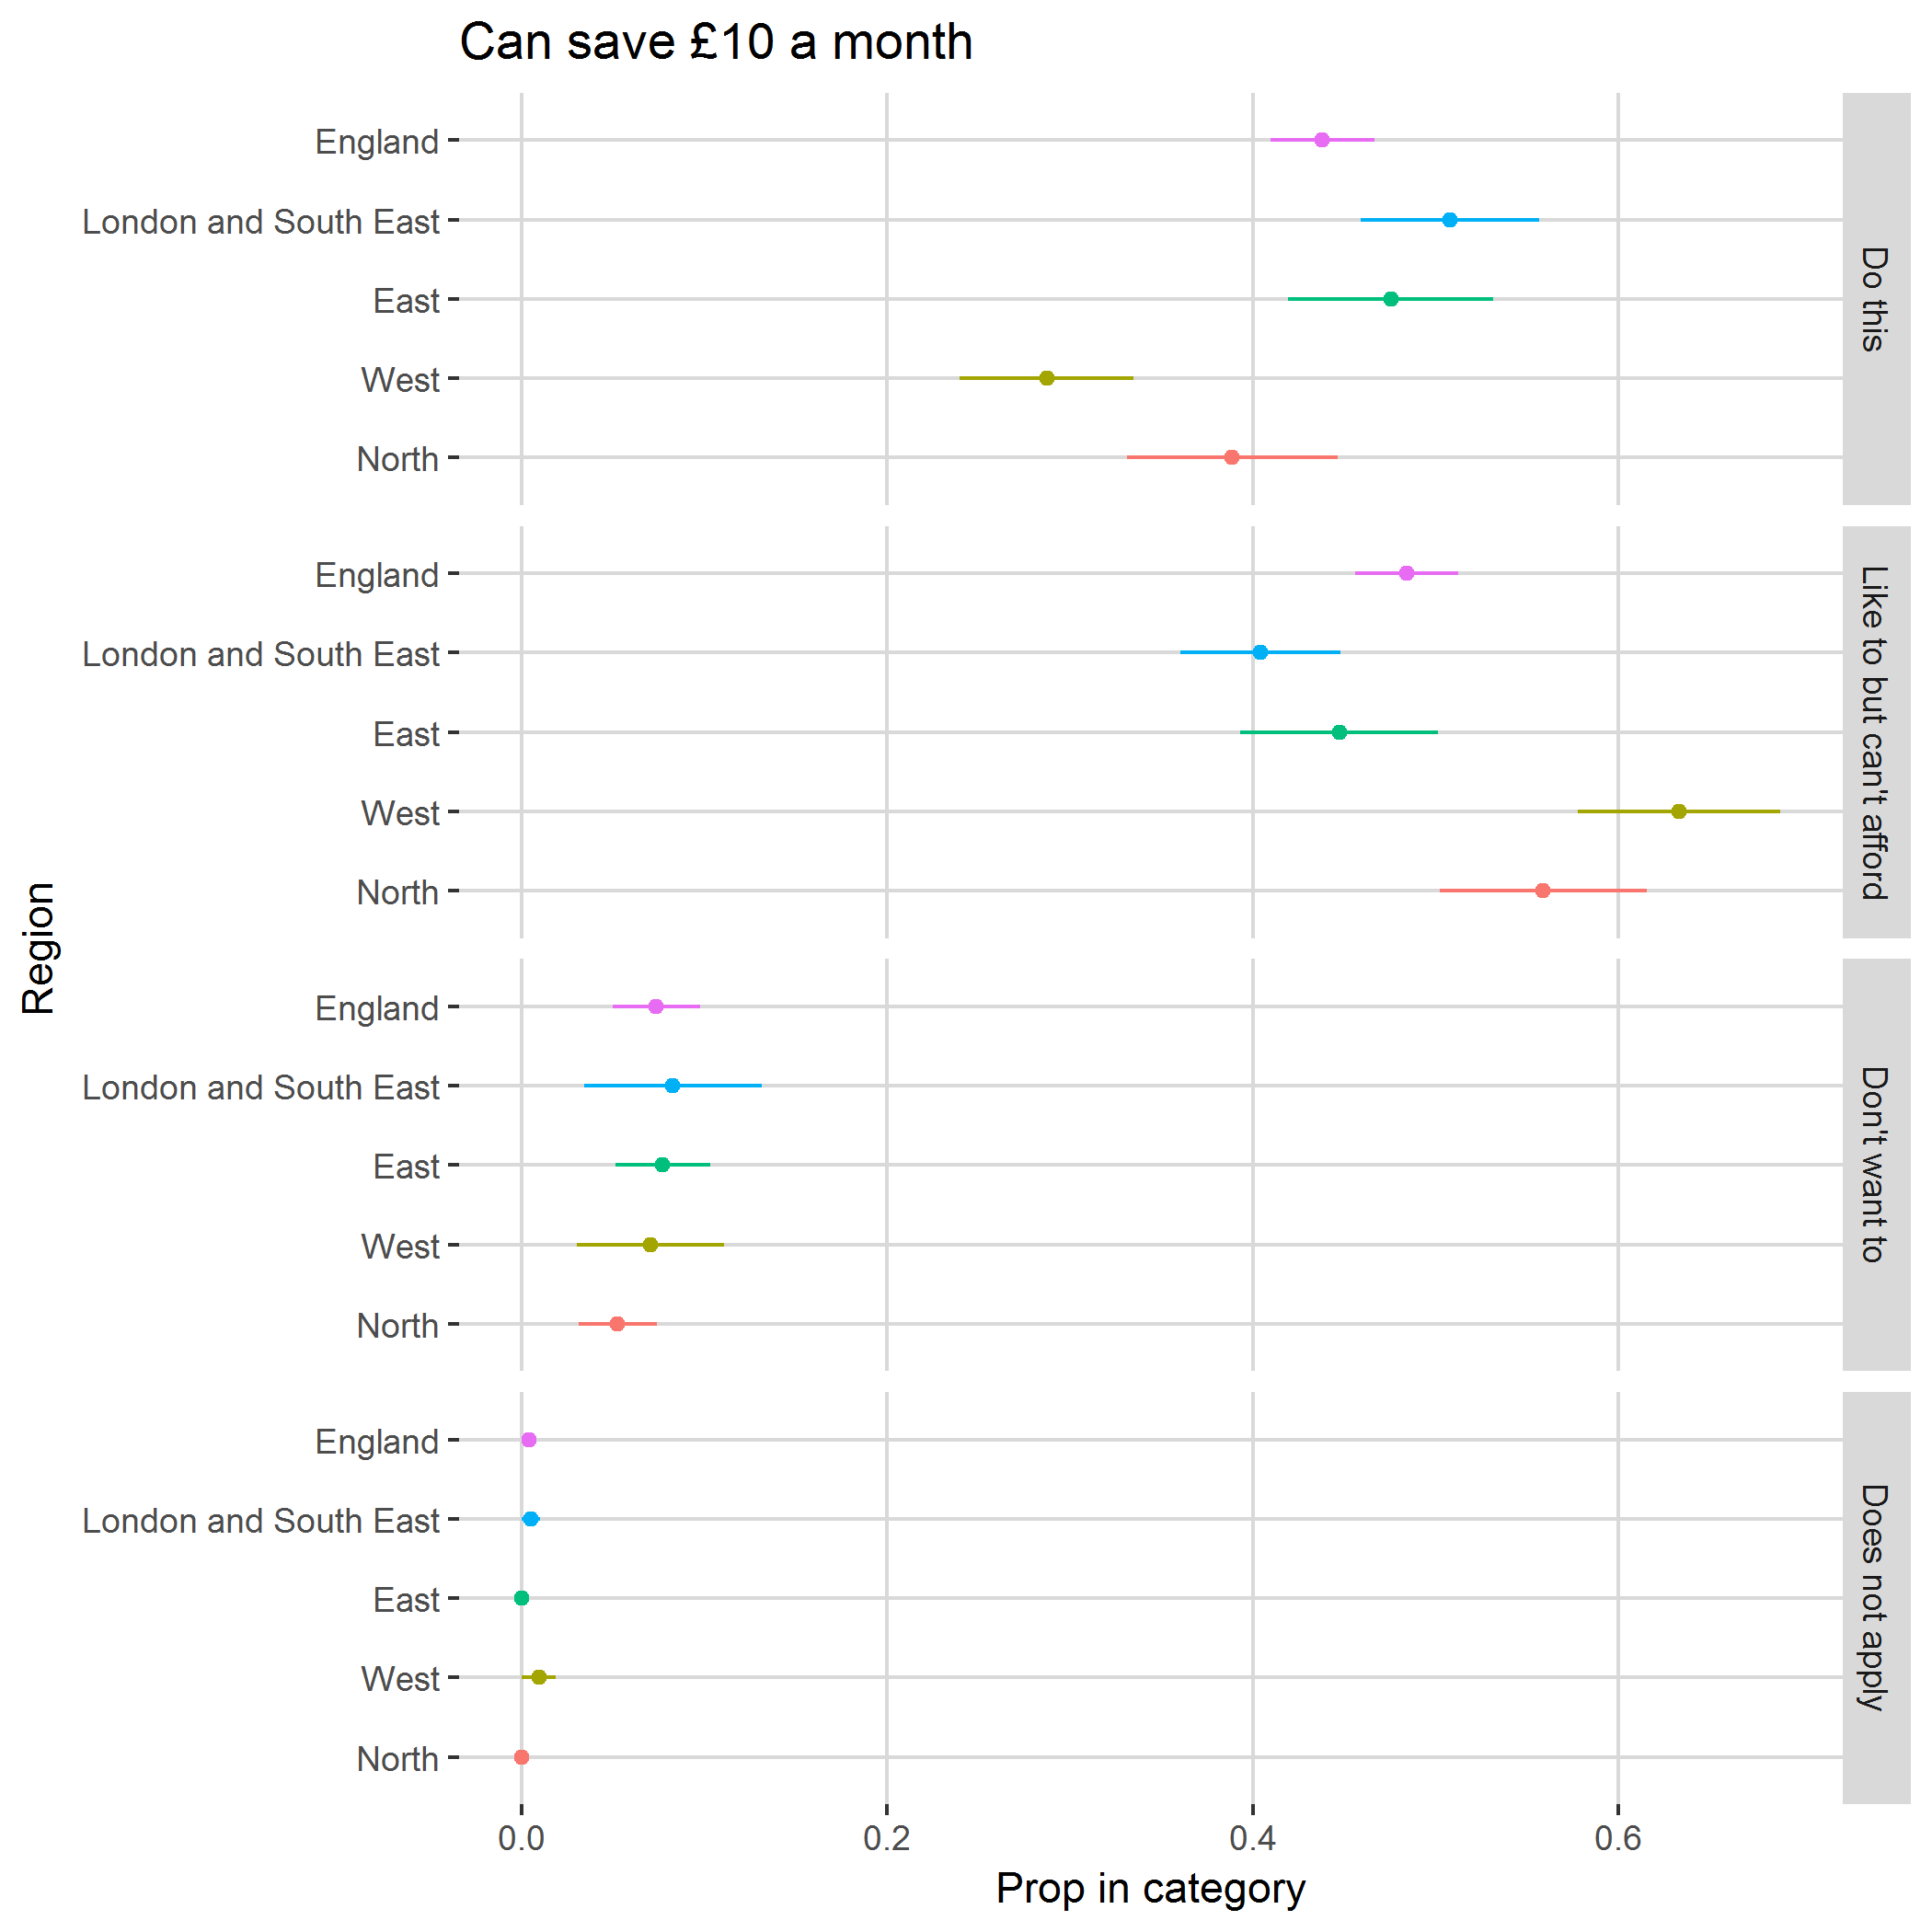 Can save £10 a month
England
London and South East
East
West
North
Do this
England
London and South East
East
West
North
Like to but can't afford
England
London and South East
East
West
North
Don't want to
England
London and South East
East
West
North
Does not apply
Region
0.0 0.2 0.4 0.6
Prop in category